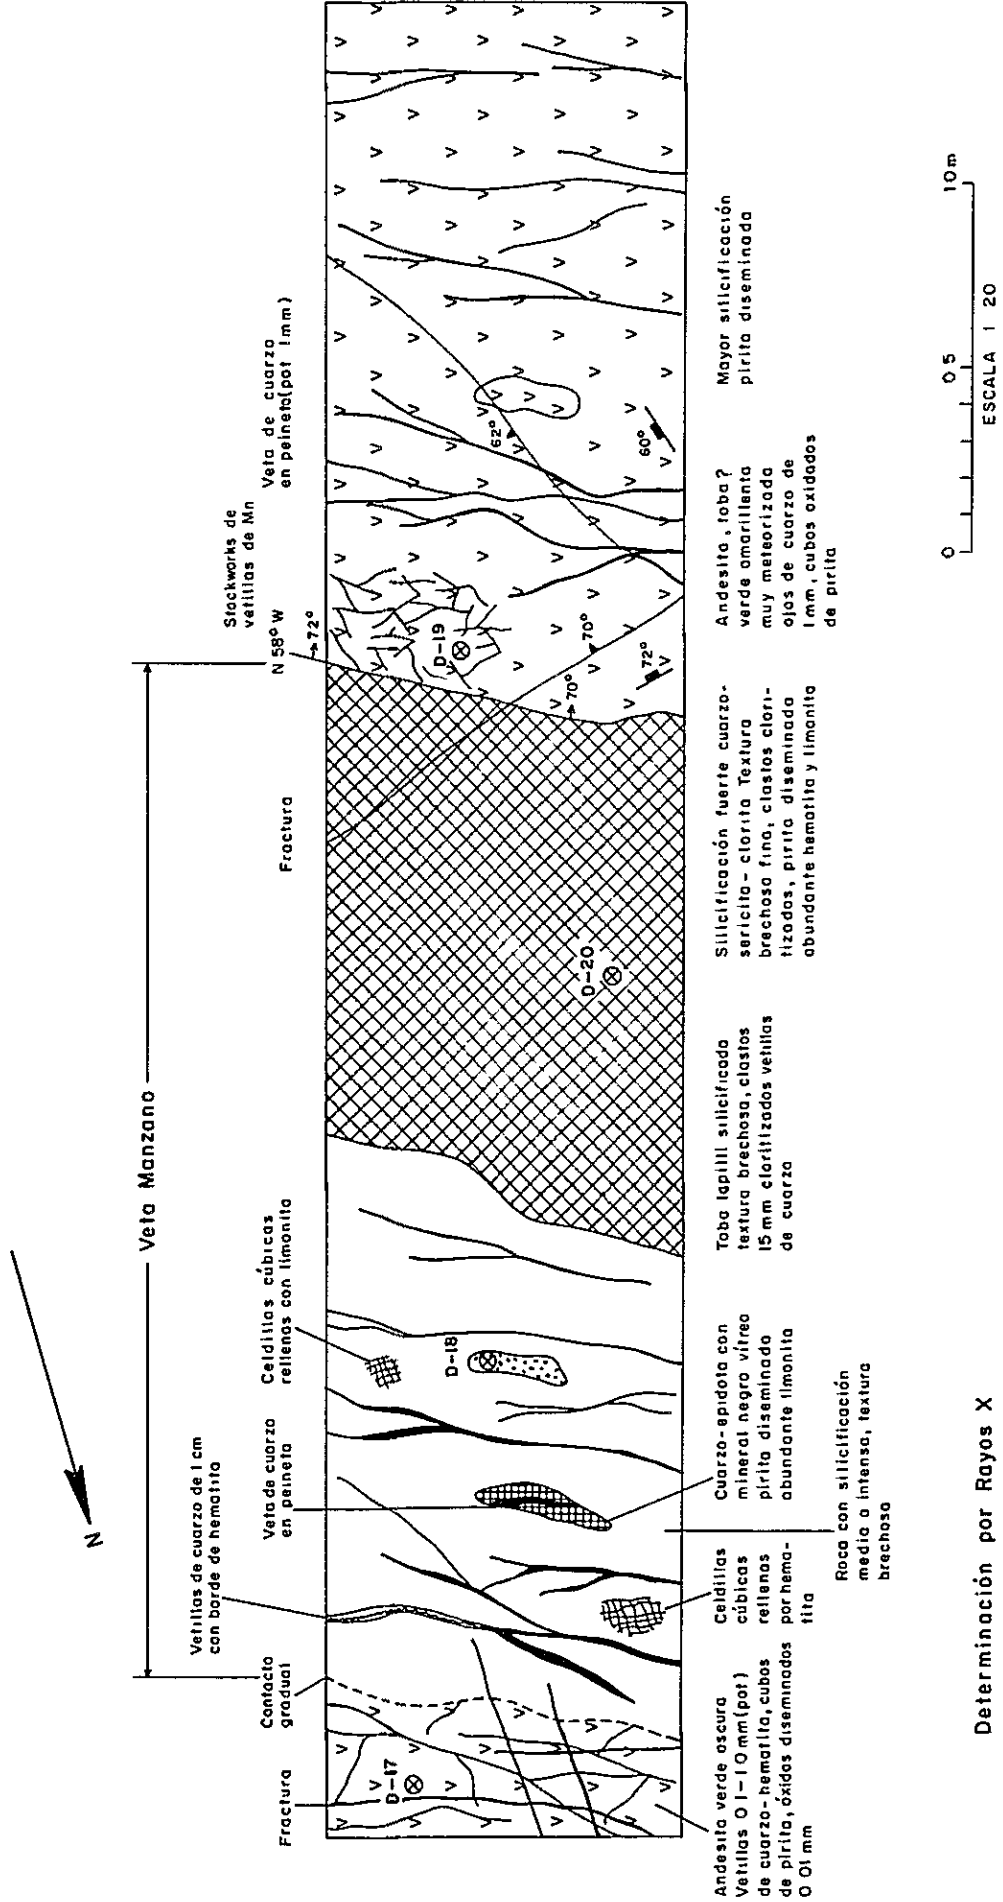 N
Veta Manzano
Fractura
Contacto
gradual
Vetillas de cuarzo de 1 cm
con borde de hematita
Veta de cuarzo
en peineta
Celdillas cúbicas
rellenas con limonita
Fractura
N 58° W
72°
Stockworks de
vetillas de Mn
Veta de cuarzo
en peineta (pot 1mm)
D-17
D-18
D-20
D-19
70°
70°
72°
62°
60°
Andesita verde oscura
Vetillas 0 1-1 0 mm (pot)
de cuarzo-hematita, cubos
de pirita, óxidos diseminados
0 01 mm
Celdillas
cúbicas
rellenas
por hema-
tita
Roca con silicificación
media a intensa, textura
brechosa
Cuarzo-epidota con
mineral negro vítreo
pirita diseminada
abundante limonita
Toba lapilli silicificada
textura brechosa, clastos
15 mm cloritizados vetillas
de cuarzo
Silicificación fuerte cuarzo-
sericita-clorita Textura
brechosa fina, clastos clori-
tizados, pirita diseminada
abundante hematita y limonita
Andesita, toba?
verde amarillenta
muy meteorizada
ojos de cuarzo de
1 mm, cubos oxidados
de pirita
Mayor silicificación
pirita diseminada
0 0 5 10m
ESCALA 1 20
Determinación por Rayos X